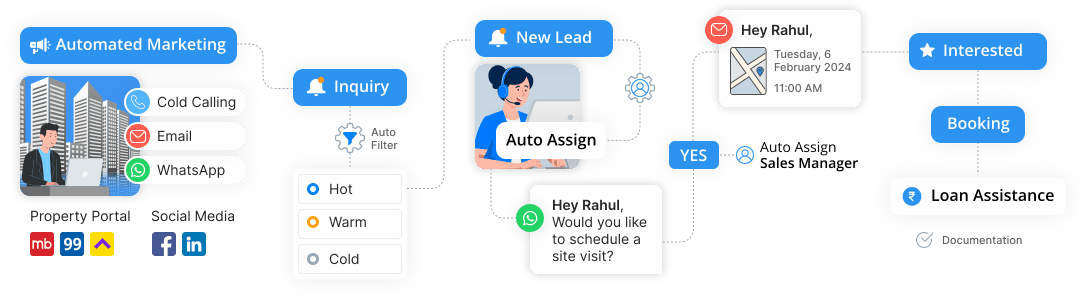 Automated Marketing
Cold Calling
Email
WhatsApp
Property Portal
mb
99
Social Media
f
in
Inquiry
Auto
Filter
Hot
Warm
Cold
New Lead
Auto Assign
Hey Rahul,
Would you like
to schedule a
site visit?
YES
Auto Assign
Sales Manager
Hey Rahul,
Tuesday, 6
February 2024
11:00 AM
Interested
Booking
₹
Loan Assistance
Documentation